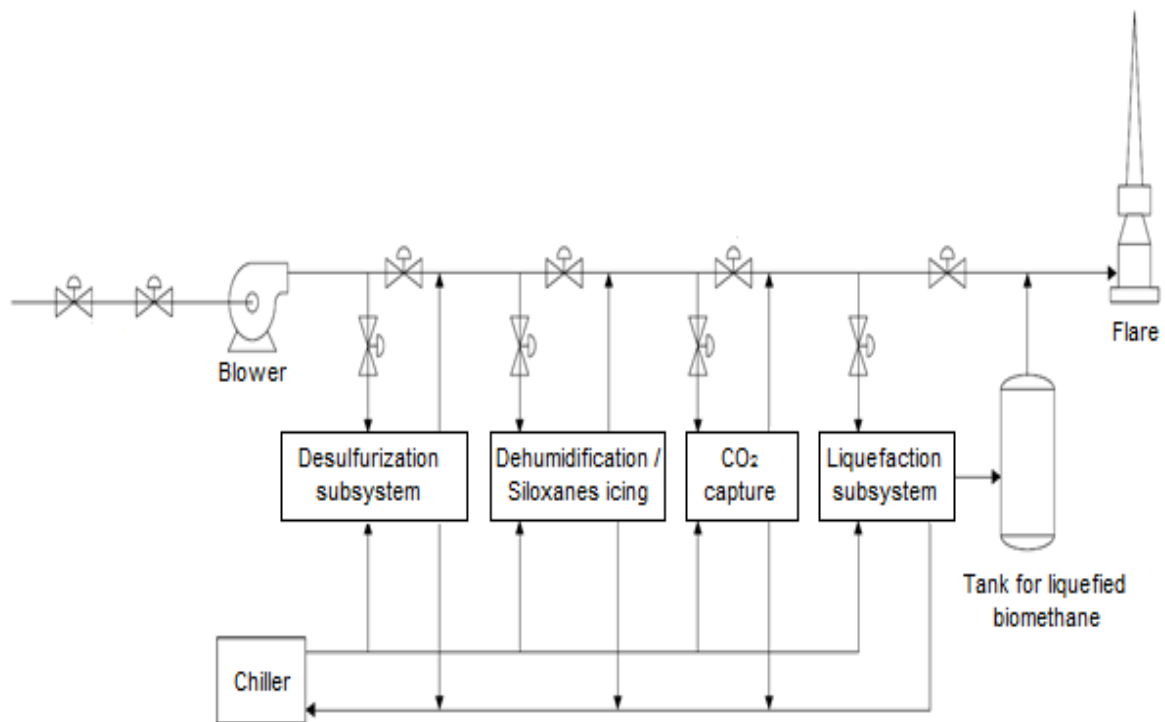 Flare
Blower
Desulfurization
subsystem
Dehumidification /
Siloxanes icing
CO₂
capture
Liquefaction
subsystem
Tank for liquefied
biomethane
Chiller